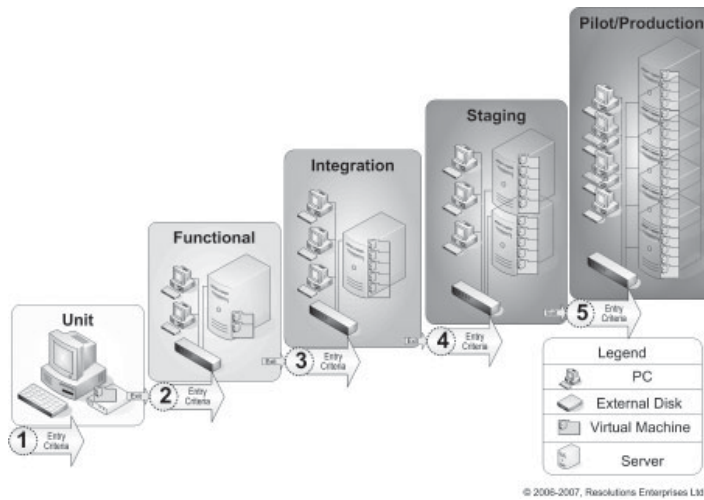 Pilot/Production
Staging
Integration
Functional
Unit
1
Entry
Criteria
Exit
2
Entry
Criteria
Exit
3
Entry
Criteria
Exit
4
Entry
Criteria
Exit
5
Entry
Criteria
Legend
PC
External Disk
Virtual Machine
Server
© 2006-2007, Resolutions Enterprises Ltd